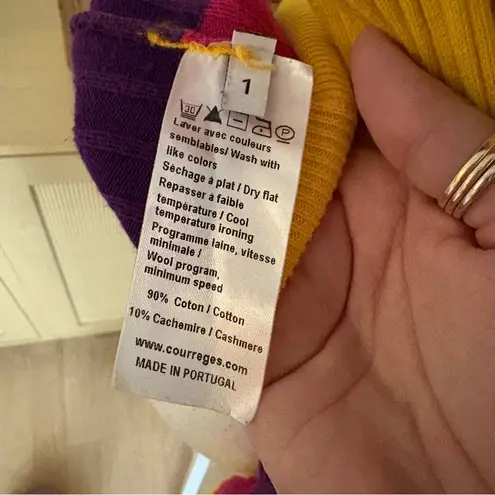 1
30
P
Laver avec couleurs
semblables/ Wash with
like colors
Séchage à plat / Dry flat
Repasser à faible
température / Cool
temperature ironing
Programme laine, vitesse
minimale /
Wool program,
minimum speed
90% Coton / Cotton
10% Cachemire / Cashmere
www.courreges.com
MADE IN PORTUGAL